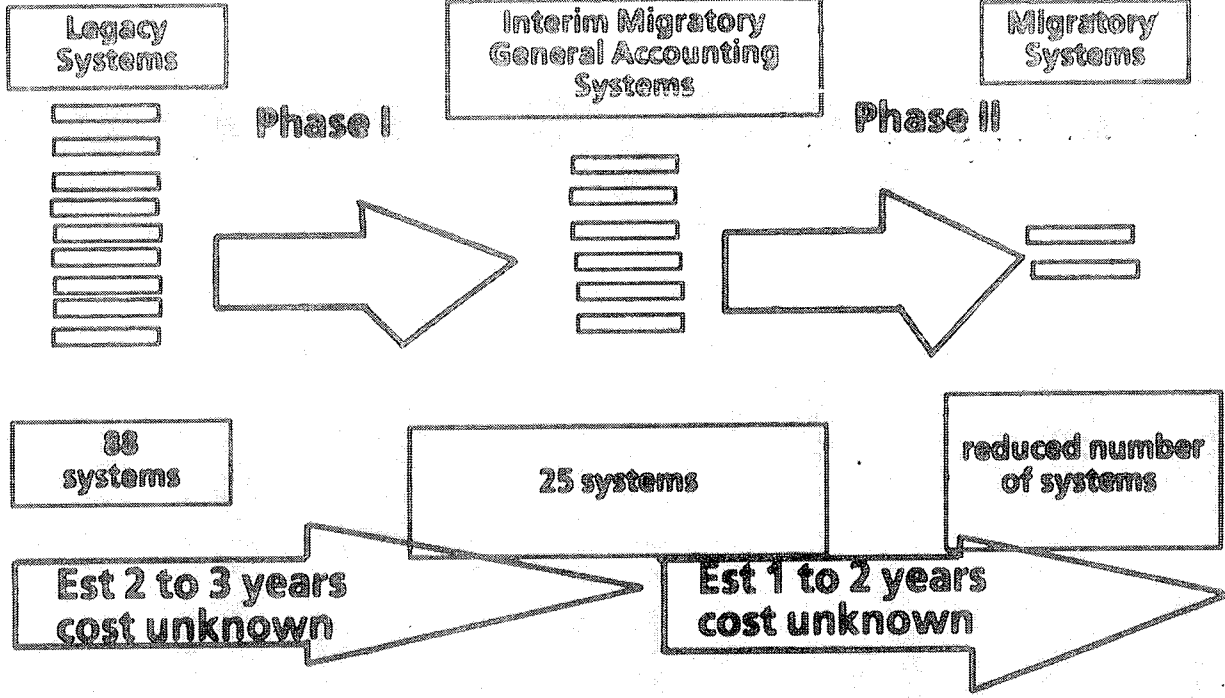 Legacy
Systems
Interim Migratory
General Accounting
Systems
Migratory
Systems
Phase I
Phase II
88
systems
25 systems
reduced number
of systems
Est 2 to 3 years
cost unknown
Est 1 to 2 years
cost unknown